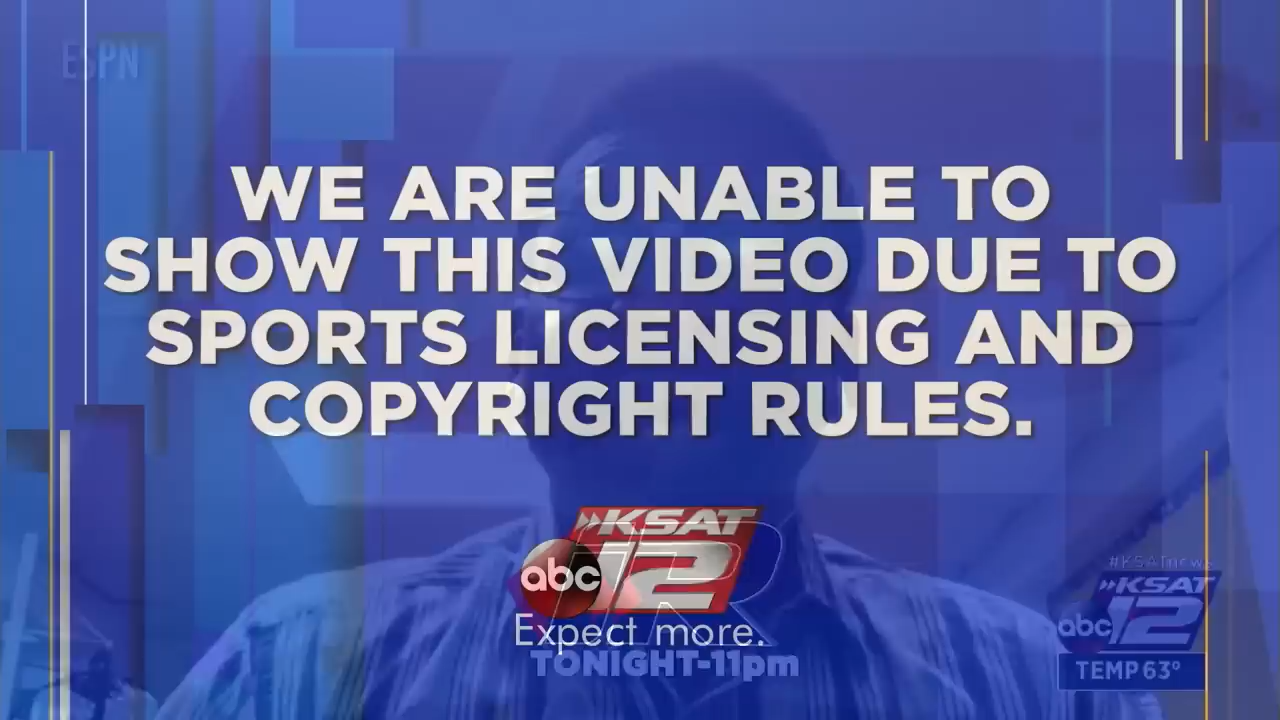 ESPN
WE ARE UNABLE TO
SHOW THIS VIDEO DUE TO
SPORTS LICENSING AND
COPYRIGHT RULES.
KSAT
abc 12
Expect more.
TONIGHT-11pm
#KSATnews
KSAT
abc 12
TEMP 63°